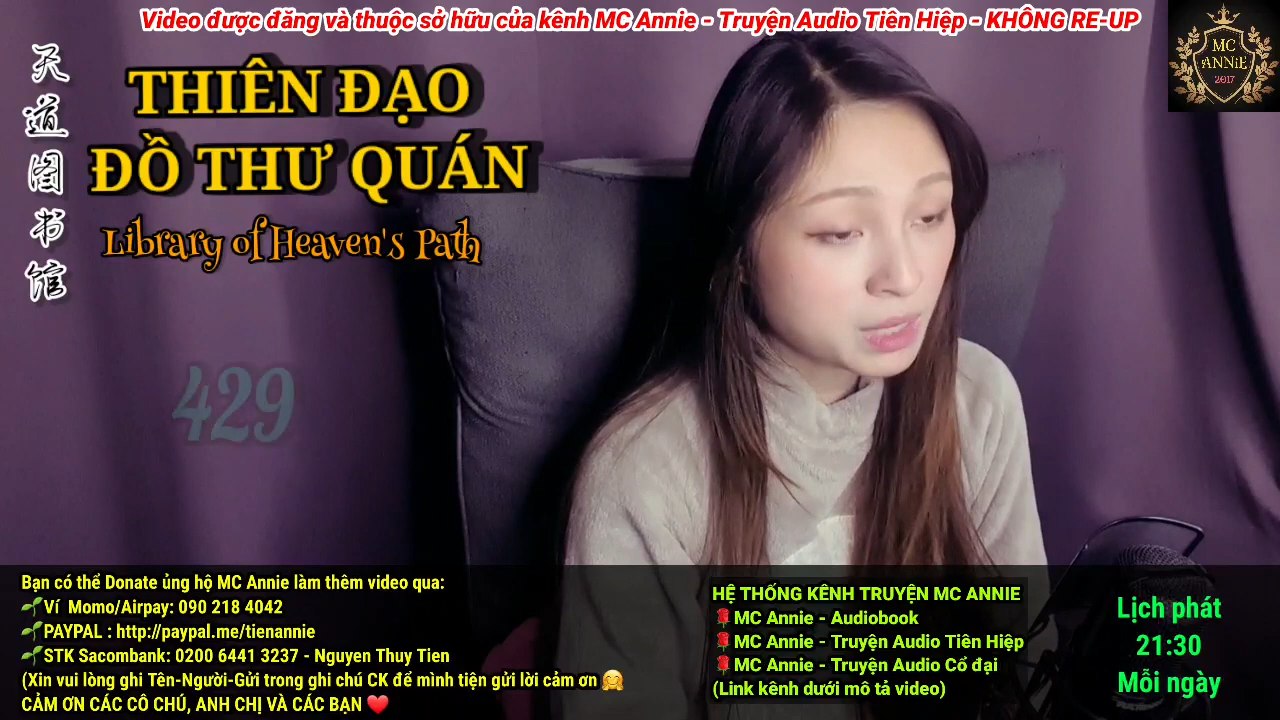 Video được đăng và thuộc sở hữu của kênh MC Annie - Truyện Audio Tiên Hiệp - KHÔNG RE-UP
MC
ANNiE
2017
天道图书馆
THIÊN ĐẠO
ĐỒ THƯ QUÁN
Library of Heaven's Path
429
Bạn có thể Donate ủng hộ MC Annie làm thêm video qua:
🌱Ví Momo/Airpay: 090 218 4042
🌱PAYPAL : http://paypal.me/tienannie
🌱STK Sacombank: 0200 6441 3237 - Nguyen Thuy Tien
(Xin vui lòng ghi Tên-Người-Gửi trong ghi chú CK để mình tiện gửi lời cảm ơn 🤗
CẢM ƠN CÁC CÔ CHÚ, ANH CHỊ VÀ CÁC BẠN ❤️
HỆ THỐNG KÊNH TRUYỆN MC ANNIE
🌹MC Annie - Audiobook
🌹MC Annie - Truyện Audio Tiên Hiệp
🌹MC Annie - Truyện Audio Cổ đại
(Link kênh dưới mô tả video)
Lịch phát
21:30
Mỗi ngày